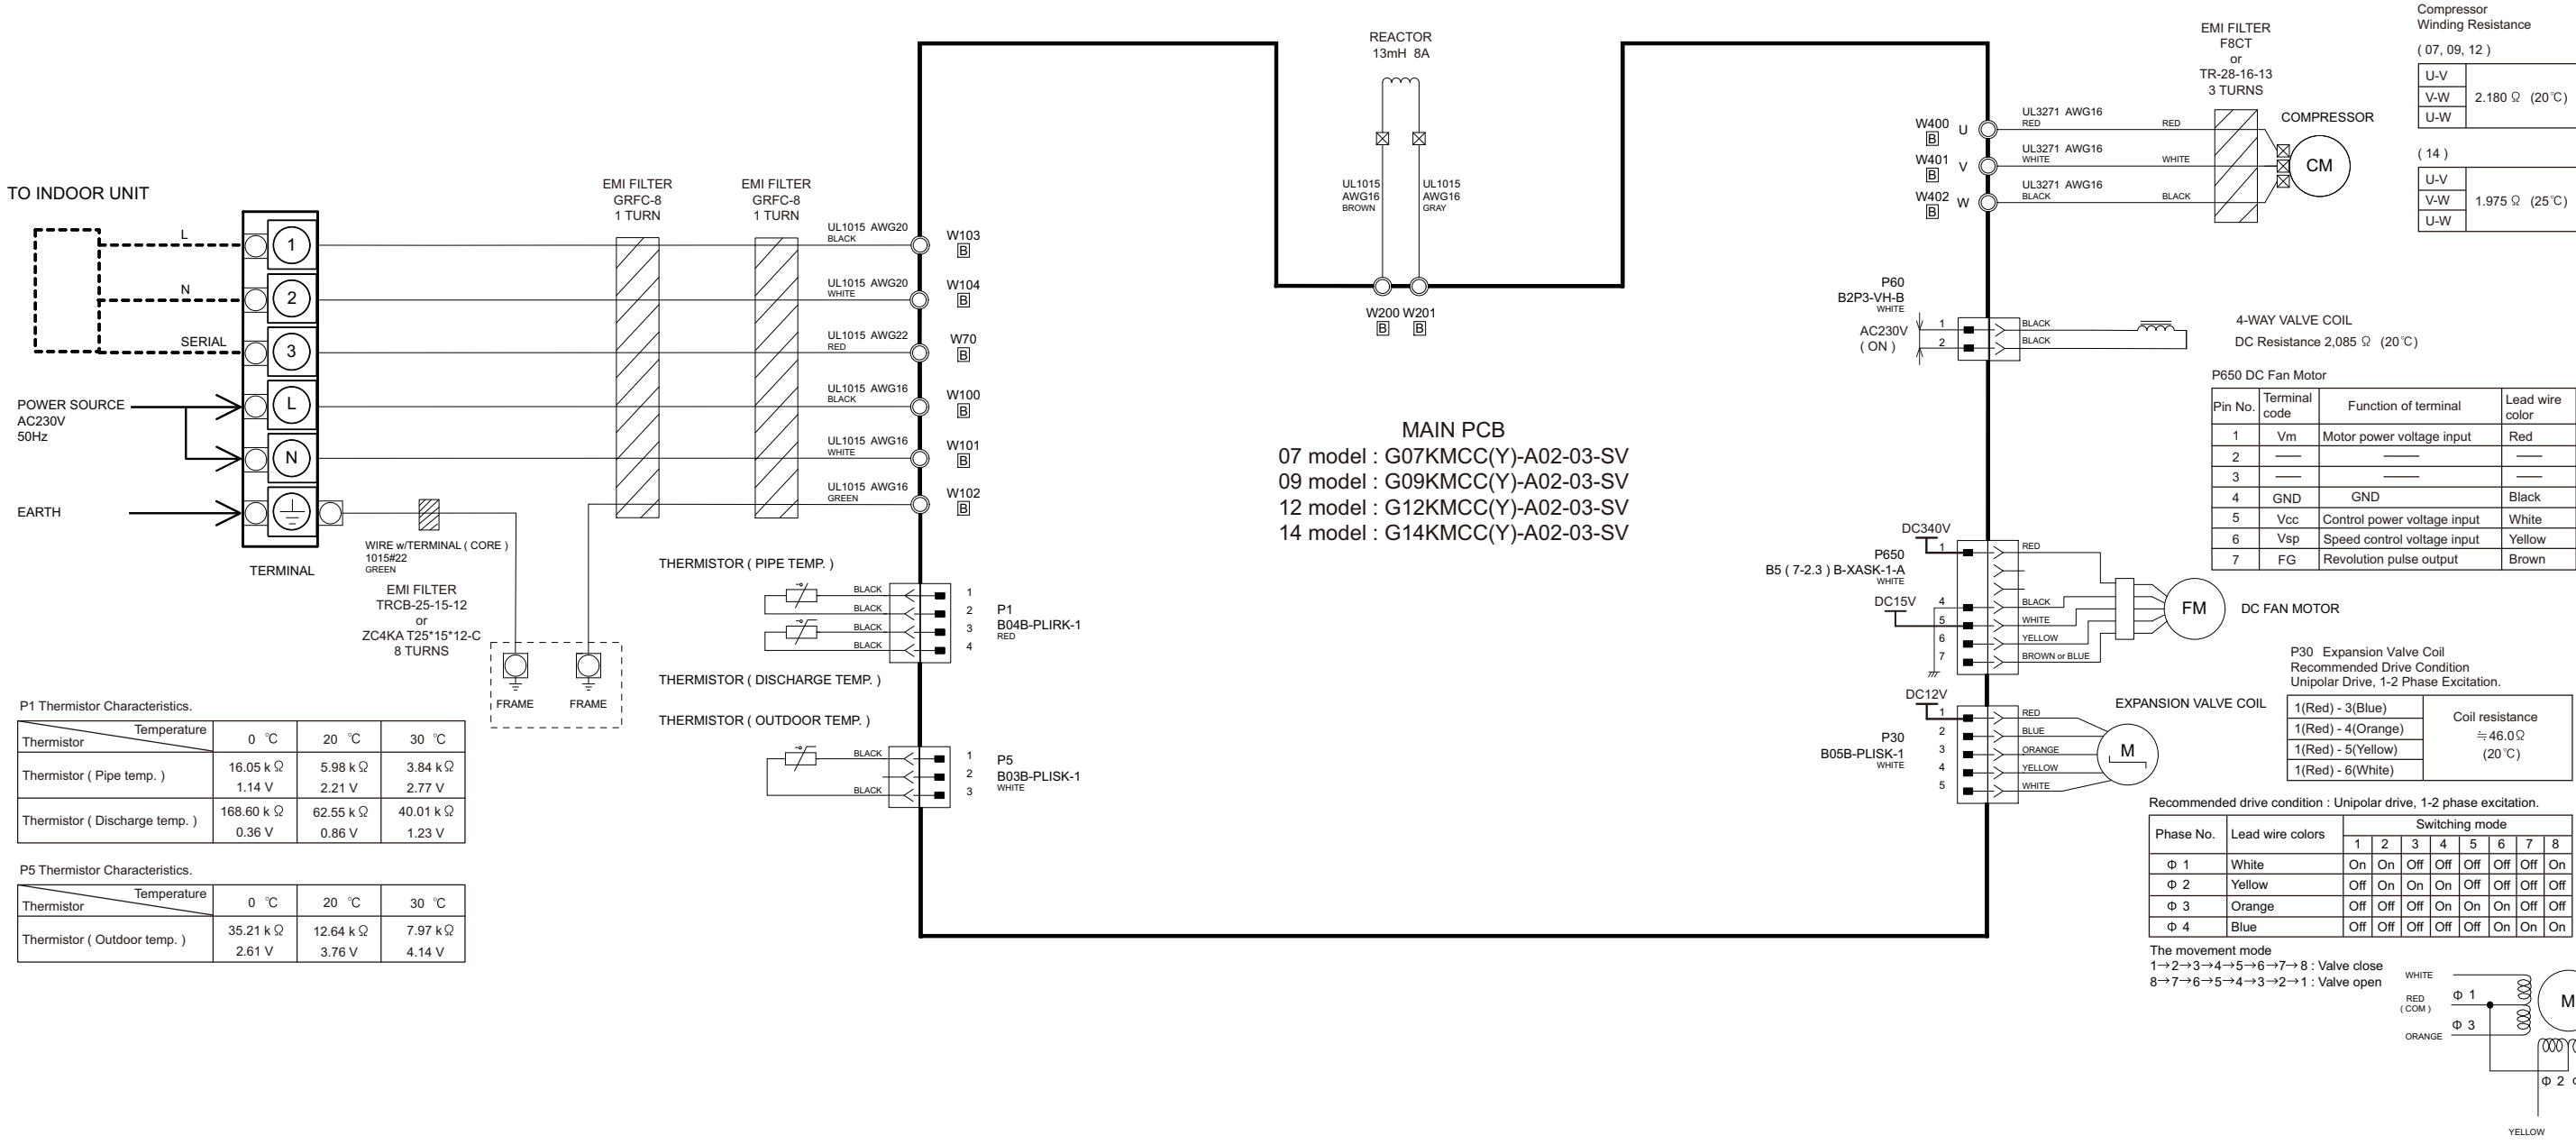 TO INDOOR UNIT
L
N
SERIAL
1
2
3
L
N
POWER SOURCE
AC230V
50Hz
EARTH
TERMINAL
WIRE w/TERMINAL ( CORE )
1015#22
GREEN
EMI FILTER
TRCB-25-15-12
or
ZC4KA T25*15*12-C
8 TURNS
FRAME
FRAME
EMI FILTER
GRFC-8
1 TURN
EMI FILTER
GRFC-8
1 TURN
UL1015 AWG20
BLACK
W103
B
UL1015 AWG20
WHITE
W104
B
UL1015 AWG22
RED
W70
B
UL1015 AWG16
BLACK
W100
B
UL1015 AWG16
WHITE
W101
B
UL1015 AWG16
GREEN
W102
B
THERMISTOR ( PIPE TEMP. )
BLACK
BLACK
BLACK
BLACK
1
2
3
4
P1
B04B-PLIRK-1
RED
THERMISTOR ( DISCHARGE TEMP. )
THERMISTOR ( OUTDOOR TEMP. )
BLACK
BLACK
1
2
3
P5
B03B-PLISK-1
WHITE
P1 Thermistor Characteristics.
Temperature
Thermistor
0 ℃ 20 ℃ 30 ℃
Thermistor ( Pipe temp. )
16.05 k Ω 5.98 k Ω 3.84 k Ω
1.14 V 2.21 V 2.77 V
Thermistor ( Discharge temp. )
168.60 k Ω 62.55 k Ω 40.01 k Ω
0.36 V 0.86 V 1.23 V
P5 Thermistor Characteristics.
Temperature
Thermistor
0 ℃ 20 ℃ 30 ℃
Thermistor ( Outdoor temp. )
35.21 k Ω 12.64 k Ω 7.97 k Ω
2.61 V 3.76 V 4.14 V
REACTOR
13mH 8A
UL1015
AWG16
BROWN
UL1015
AWG16
GRAY
W200 W201
B B
MAIN PCB
07 model : G07KMCC(Y)-A02-03-SV
09 model : G09KMCC(Y)-A02-03-SV
12 model : G12KMCC(Y)-A02-03-SV
14 model : G14KMCC(Y)-A02-03-SV
EMI FILTER
F8CT
or
TR-28-16-13
3 TURNS
COMPRESSOR
CM
W400
B
U
UL3271 AWG16
RED RED
W401
B
V
UL3271 AWG16
WHITE WHITE
W402
B
W
UL3271 AWG16
BLACK BLACK
Compressor
Winding Resistance
( 07, 09, 12 )
U-V
V-W 2.180 Ω (20℃)
U-W
( 14 )
U-V
V-W 1.975 Ω (25℃)
U-W
P60
B2P3-VH-B
WHITE
AC230V
( ON )
1
2
BLACK
BLACK
4-WAY VALVE COIL
DC Resistance 2,085 Ω (20℃)
P650 DC Fan Motor
Pin No. Terminal code Function of terminal Lead wire color
1 Vm Motor power voltage input Red
2 — — —
3 — — —
4 GND GND Black
5 Vcc Control power voltage input White
6 Vsp Speed control voltage input Yellow
7 FG Revolution pulse output Brown
DC340V
P650
B5 ( 7-2.3 ) B-XASK-1-A
WHITE
DC15V
1
4
5
6
7
RED
BLACK
WHITE
YELLOW
BROWN or BLUE
FM
DC FAN MOTOR
DC12V
P30
B05B-PLISK-1
WHITE
1
2
3
4
5
RED
BLUE
ORANGE
YELLOW
WHITE
M
EXPANSION VALVE COIL
P30 Expansion Valve Coil
Recommended Drive Condition
Unipolar Drive, 1-2 Phase Excitation.
1(Red) - 3(Blue)
1(Red) - 4(Orange)
1(Red) - 5(Yellow)
1(Red) - 6(White)
Coil resistance
≒46.0Ω
(20℃)
Recommended drive condition : Unipolar drive, 1-2 phase excitation.
Phase No. Lead wire colors Switching mode
1 2 3 4 5 6 7 8
Φ 1 White On On Off Off Off Off Off On
Φ 2 Yellow Off On On On Off Off Off Off
Φ 3 Orange Off Off Off On On On Off Off
Φ 4 Blue Off Off Off Off Off On On On
The movement mode
1→2→3→4→5→6→7→8 : Valve close
8→7→6→5→4→3→2→1 : Valve open
WHITE
RED
( COM )
Φ 1
Φ 3
ORANGE
M
Φ 2
YELLOW